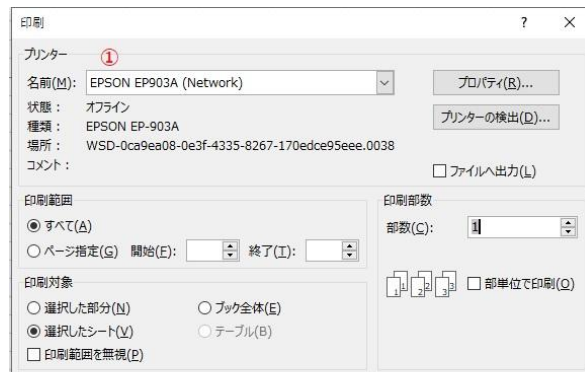 印刷
? ×
プリンター
①
名前(M): EPSON EP903A (Network)
プロパティ(R)...
状態： オフライン
種類： EPSON EP-903A
プリンターの検出(D)...
場所： WSD-0ca9ea08-0e3f-4335-8267-170edce95eee.0038
コメント：
ファイルへ出力(L)
印刷範囲
すべて(A)
ページ指定(G) 開始(F): 終了(T):
印刷部数
部数(C): 1
1 1 2 2 3 3 部単位で印刷(O)
印刷対象
選択した部分(N) ブック全体(E)
選択したシート(V) テーブル(B)
印刷範囲を無視(P)